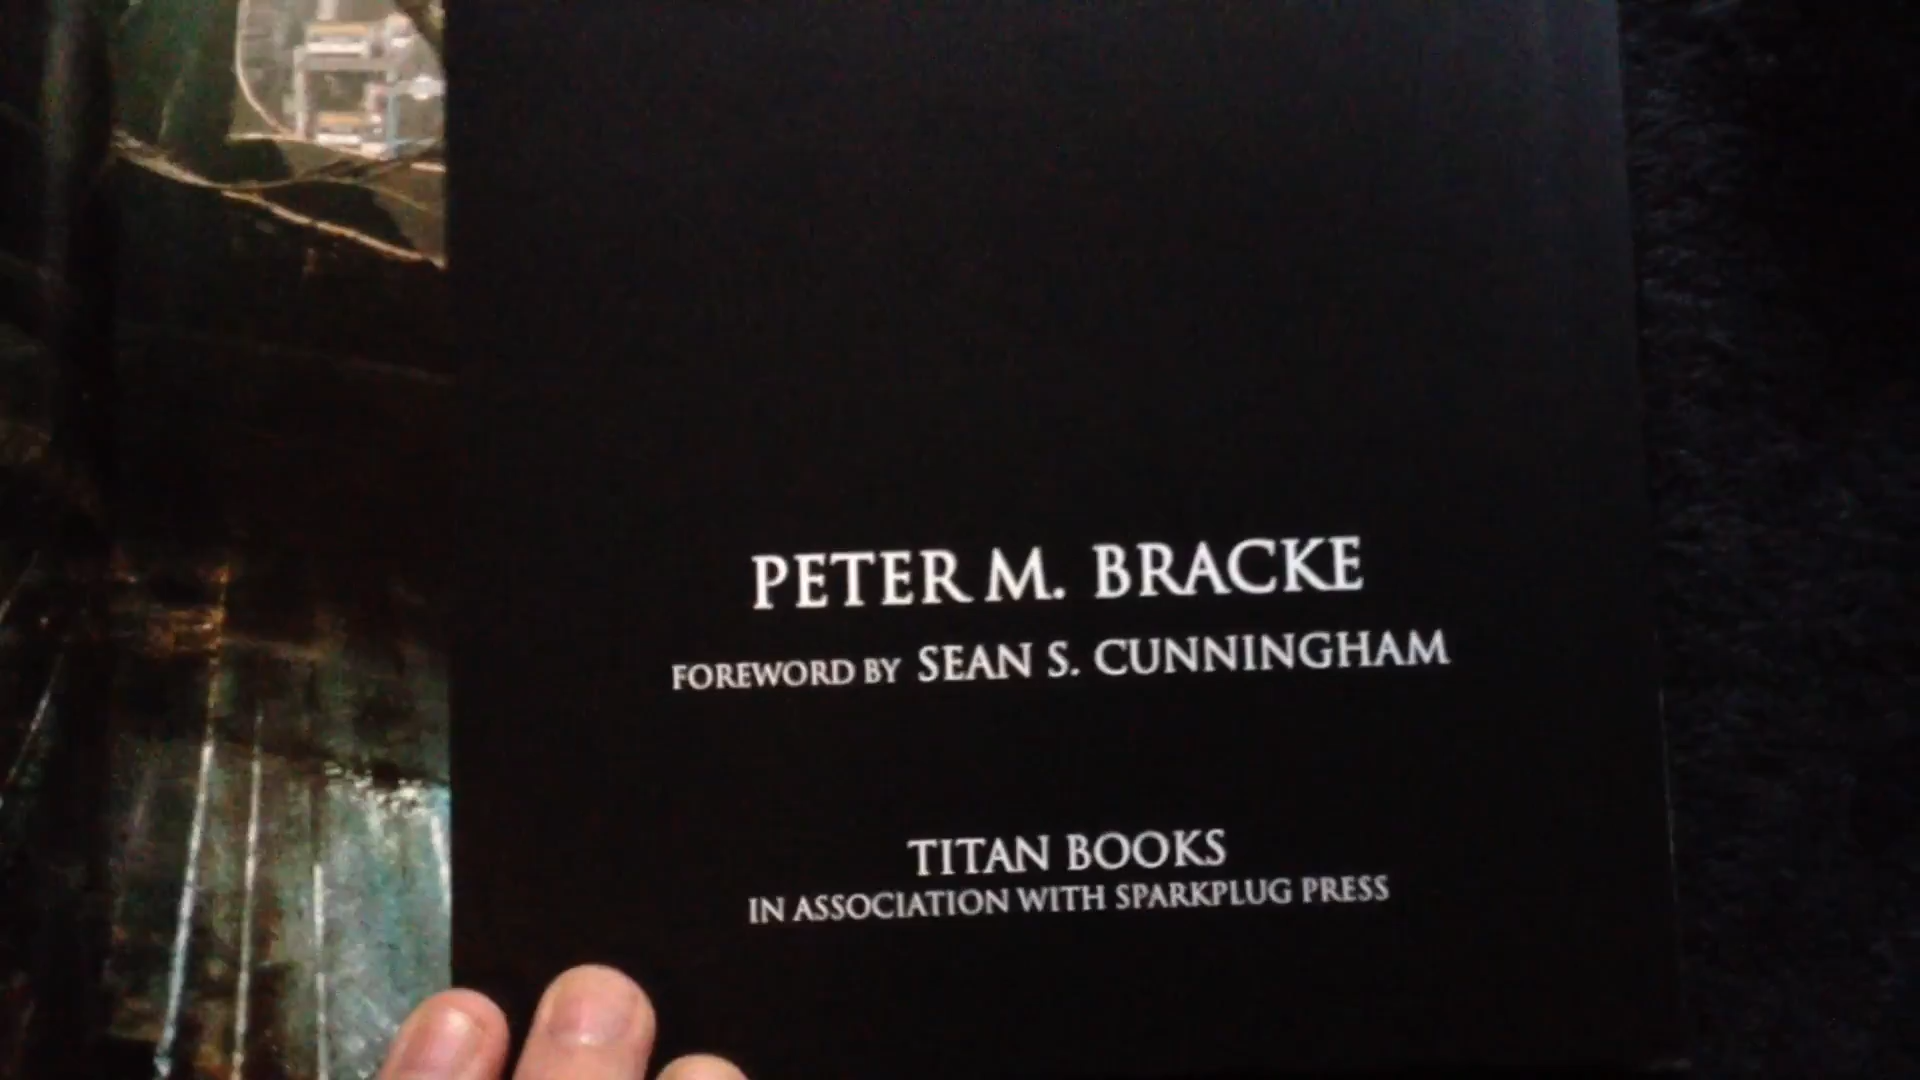 PETER M. BRACKE
FOREWORD BY SEAN S. CUNNINGHAM
TITAN BOOKS
IN ASSOCIATION WITH SPARKPLUG PRESS